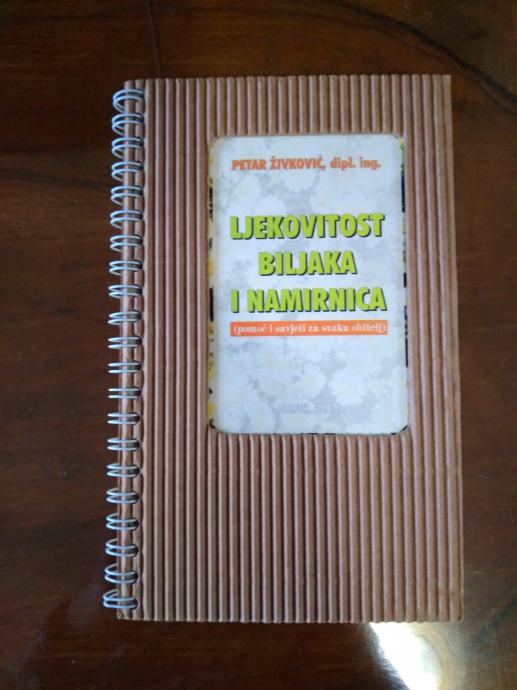 PETAR ŽIVKOVIĆ, dipl. ing.
LJEKOVITOST
BILJAKA
I NAMIRNICA
(pomoć i savjeti za svaku obitelj)